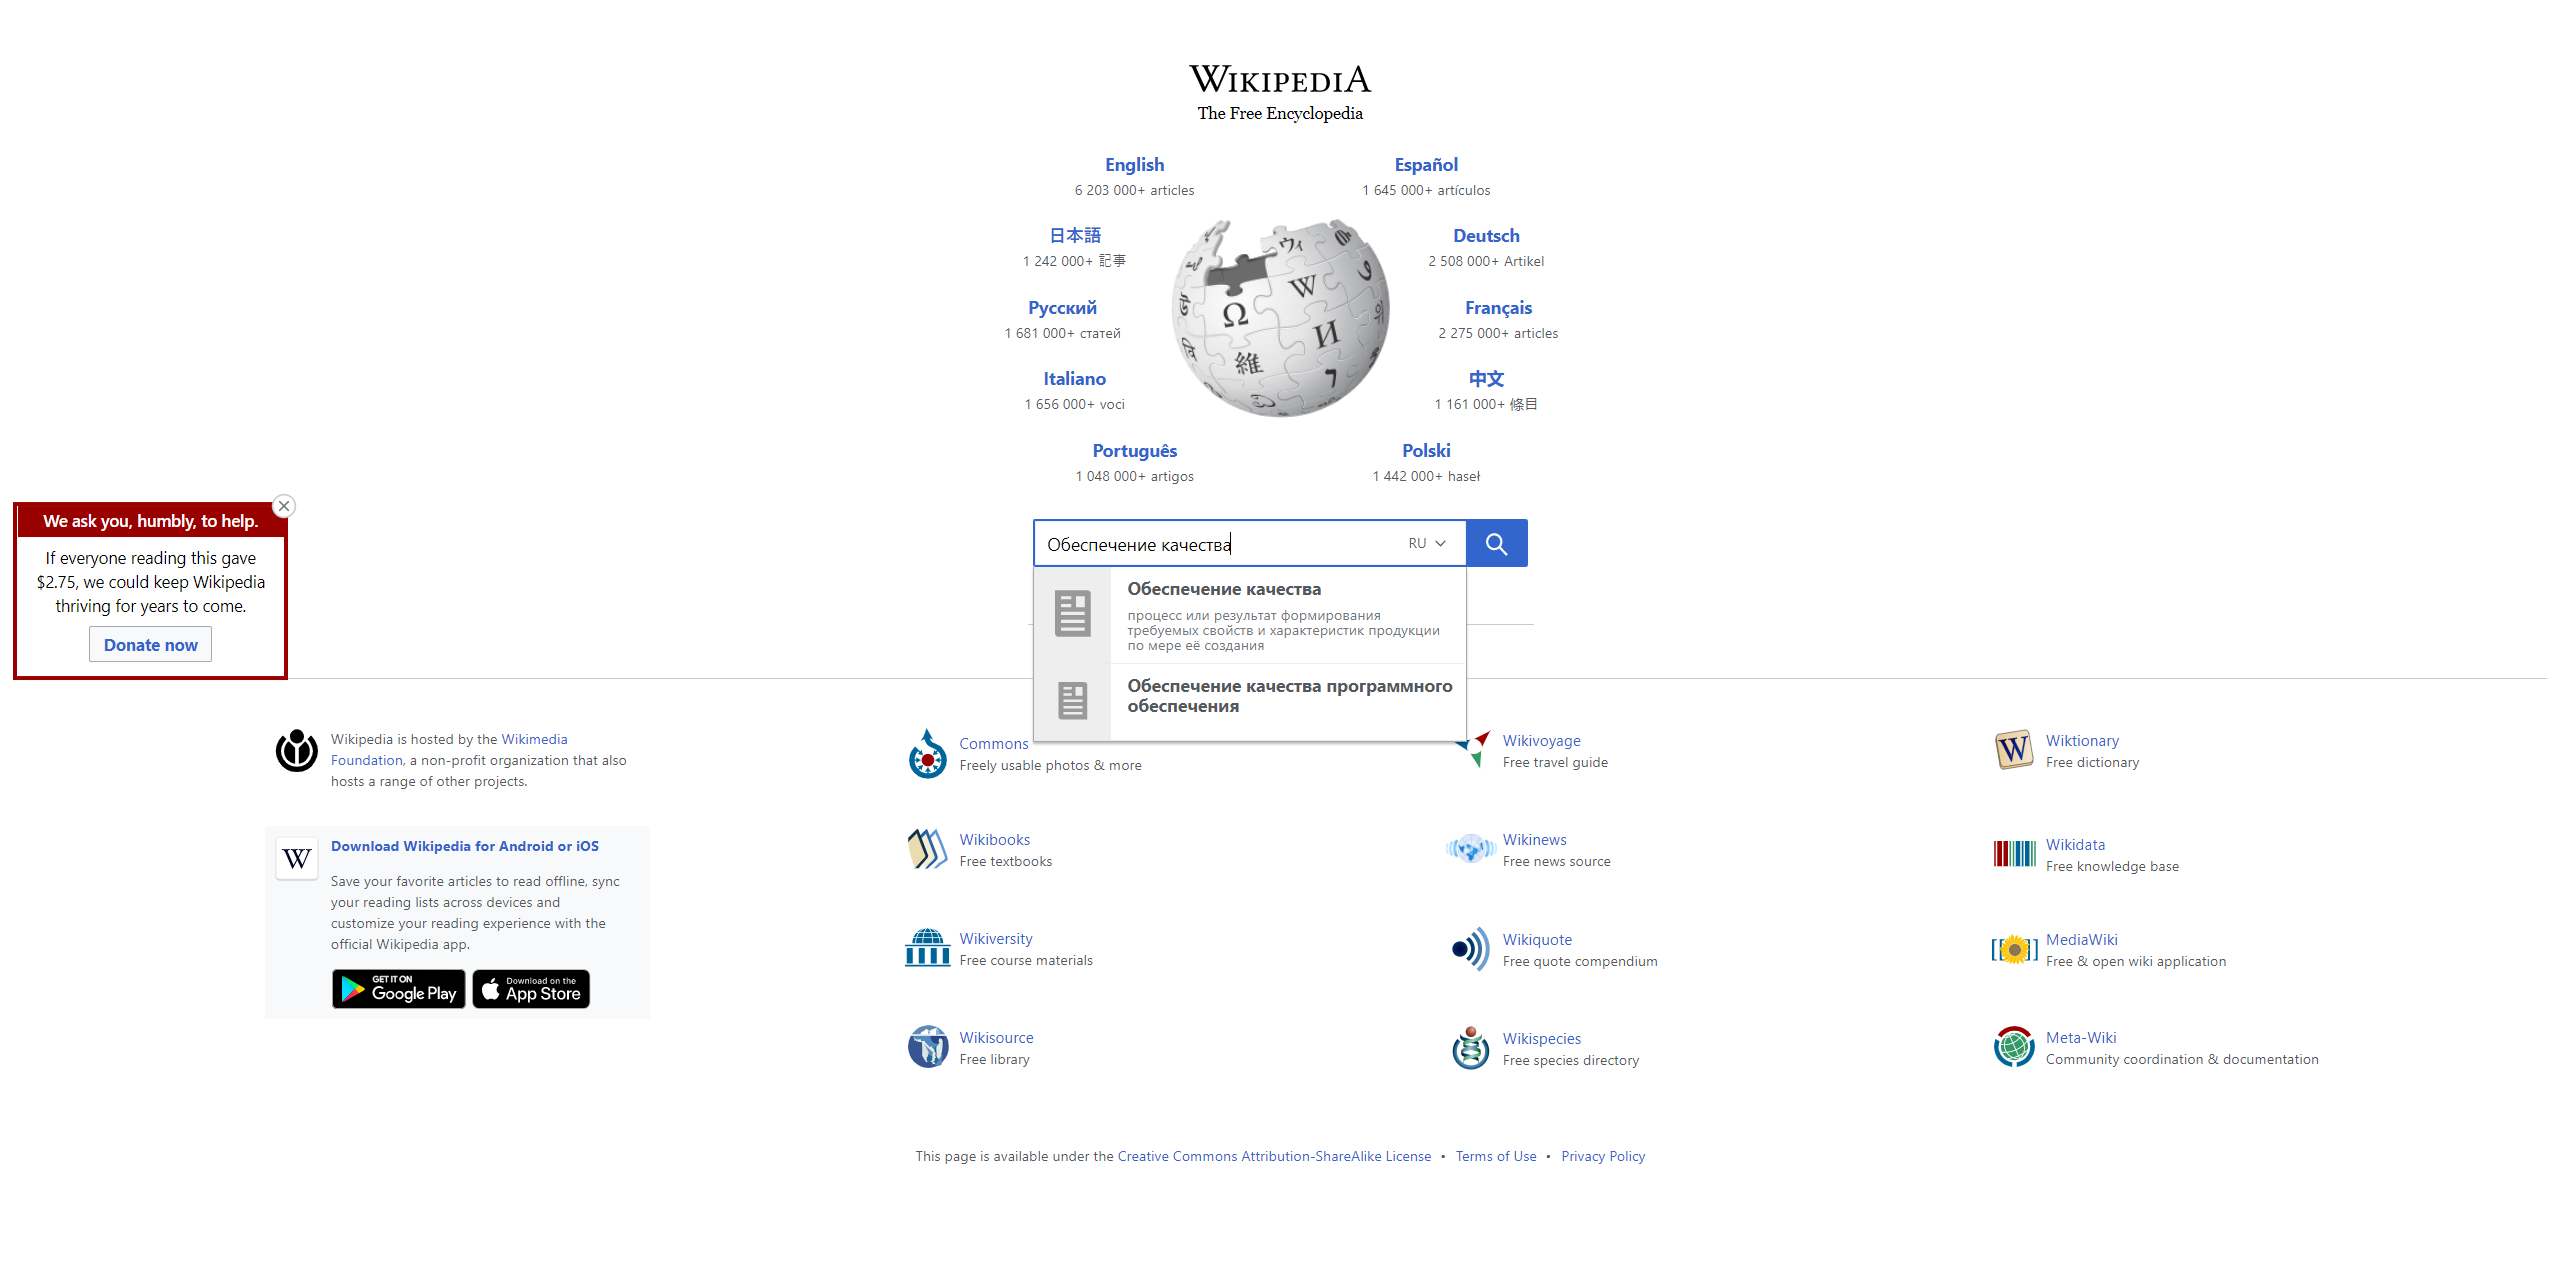 WIKIPEDIA
The Free Encyclopedia
English
6 203 000+ articles
Español
1 645 000+ artículos
日本語
1 242 000+ 記事
Deutsch
2 508 000+ Artikel
Русский
1 681 000+ статей
Français
2 275 000+ articles
Italiano
1 656 000+ voci
中文
1 161 000+ 條目
Português
1 048 000+ artigos
Polski
1 442 000+ haseł
Ω
W
И
維
ウィ
We ask you, humbly, to help.
If everyone reading this gave
$2.75, we could keep Wikipedia
thriving for years to come.
Donate now
Обеспечение качества
RU
Обеспечение качества
процесс или результат формирования
требуемых свойств и характеристик продукции
по мере её создания
Обеспечение качества программного
обеспечения
Wikipedia is hosted by the Wikimedia
Foundation, a non-profit organization that also
hosts a range of other projects.
W
Download Wikipedia for Android or iOS
Save your favorite articles to read offline, sync
your reading lists across devices and
customize your reading experience with the
official Wikipedia app.
GET IT ON
Google Play
Download on the
App Store
Commons
Freely usable photos & more
Wikivoyage
Free travel guide
W
Wiktionary
Free dictionary
Wikibooks
Free textbooks
Wikinews
Free news source
Wikidata
Free knowledge base
Wikiversity
Free course materials
Wikiquote
Free quote compendium
MediaWiki
Free & open wiki application
Wikisource
Free library
Wikispecies
Free species directory
Meta-Wiki
Community coordination & documentation
This page is available under the Creative Commons Attribution-ShareAlike License • Terms of Use • Privacy Policy